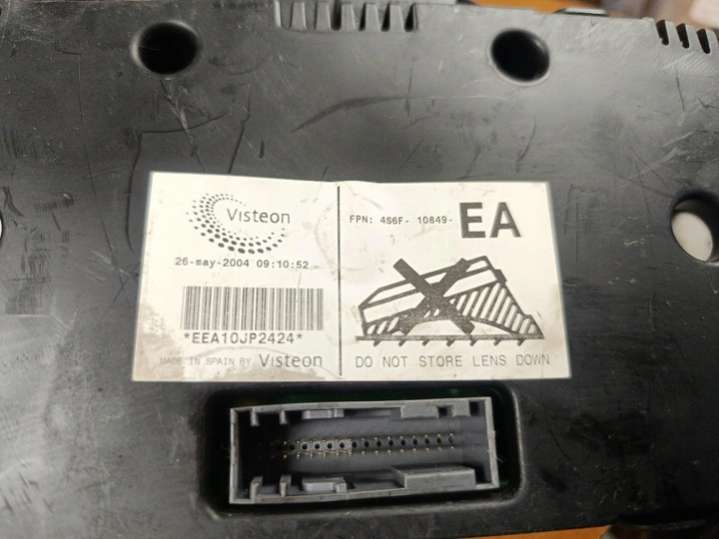 Visteon
26-may-2004 09:10:52
*EEA10JP2424*
MADE IN SPAIN BY Visteon
FPN: 4S6F- 10849- EA
DO NOT STORE LENS DOWN